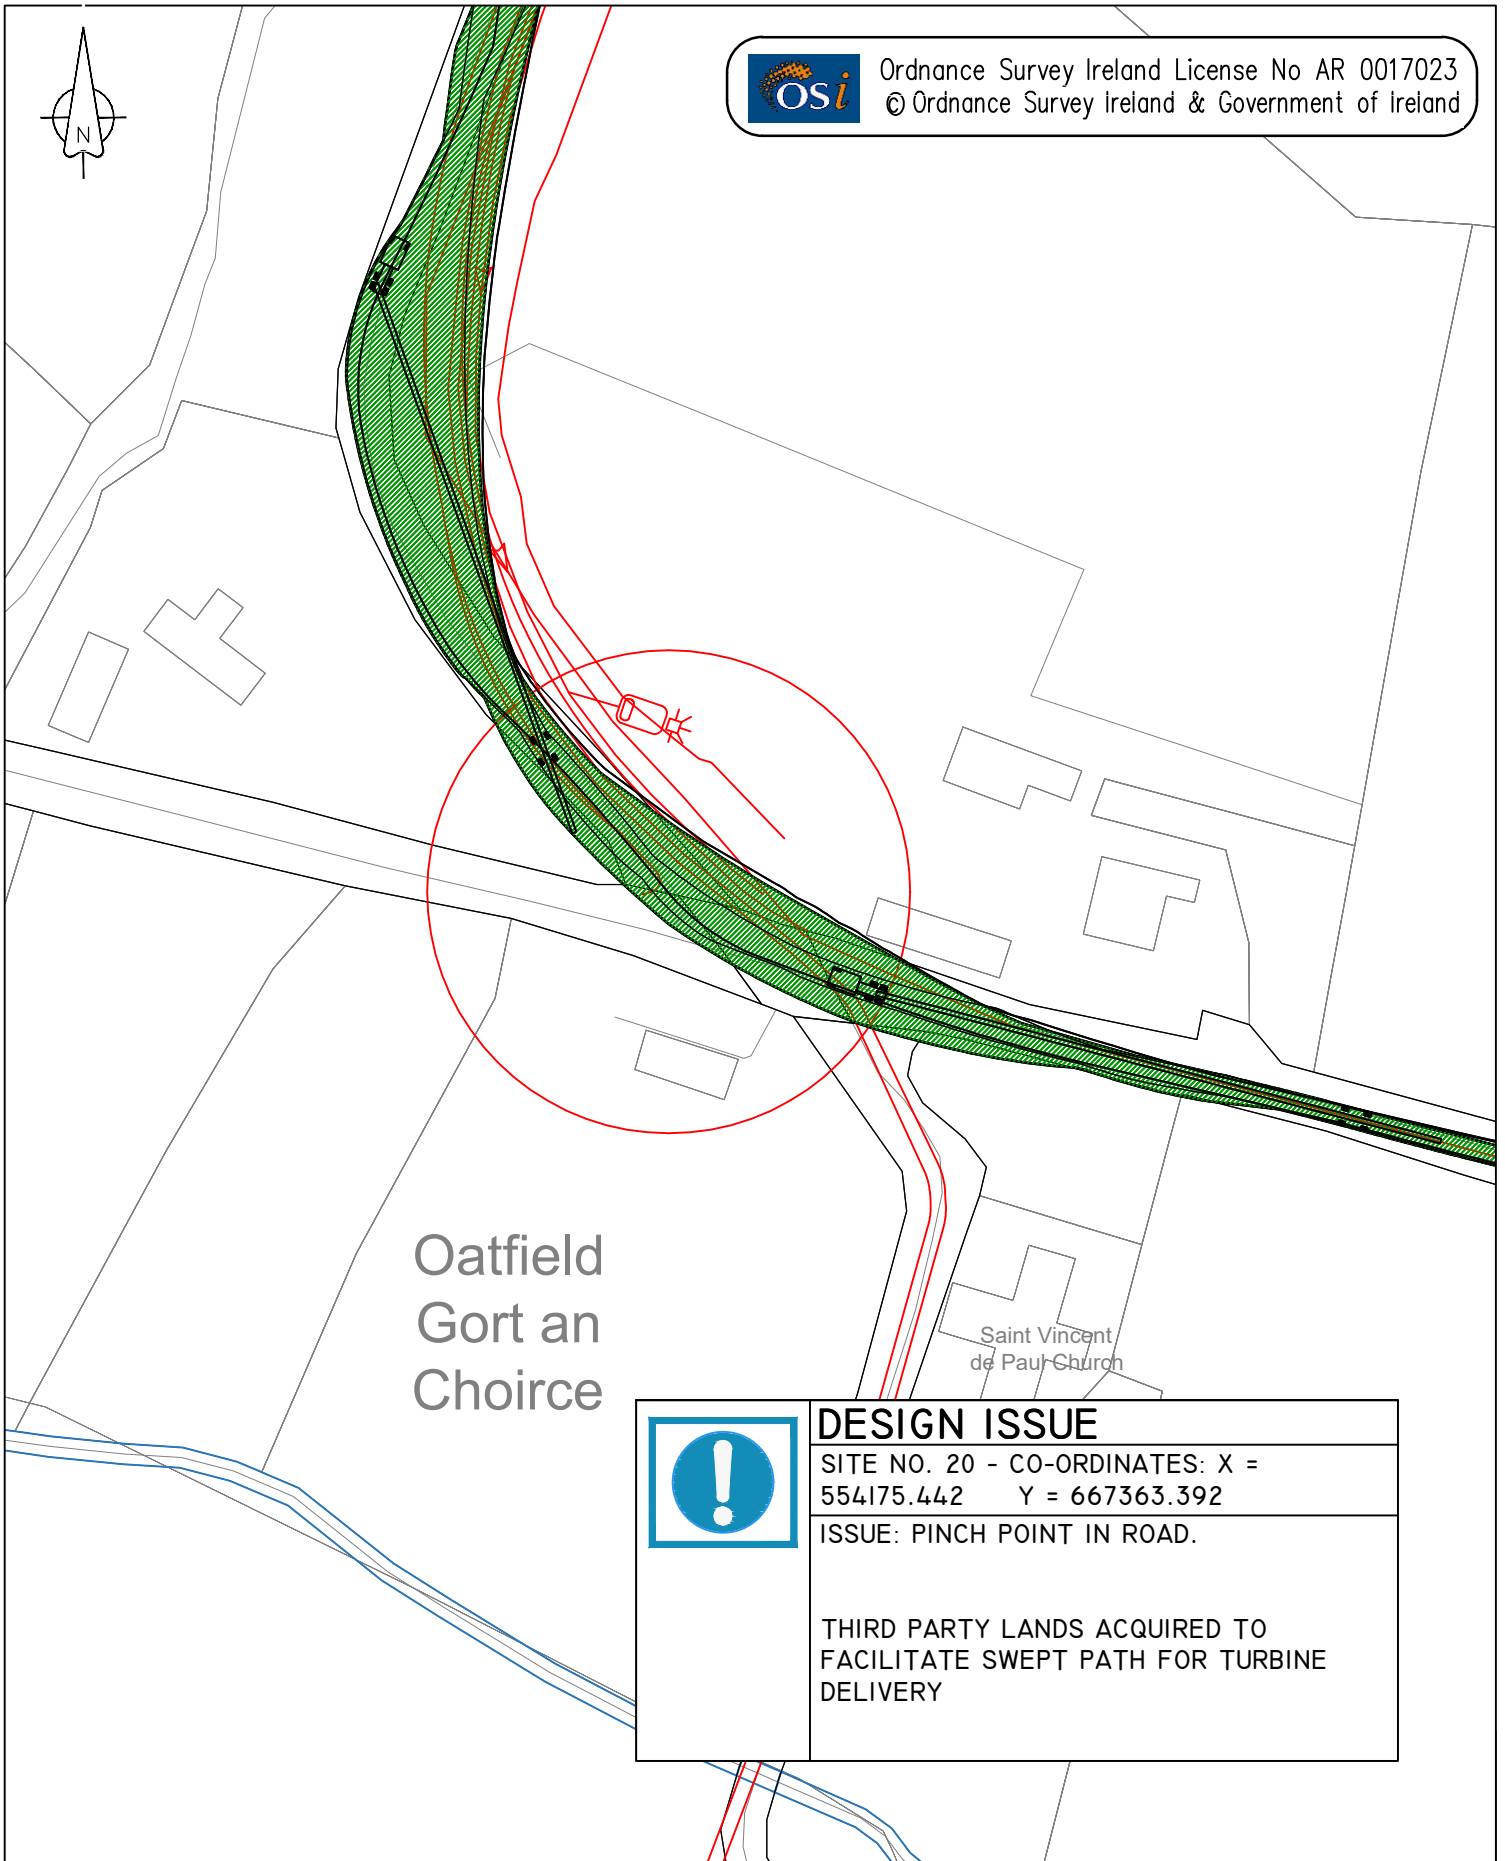 N
OSi
Ordnance Survey Ireland License No AR 0017023
© Ordnance Survey Ireland & Government of Ireland
Oatfield
Gort an
Choirce
Saint Vincent
de Paul Church
DESIGN ISSUE
SITE NO. 20 - CO-ORDINATES: X =
554175.442 Y = 667363.392
ISSUE: PINCH POINT IN ROAD.
THIRD PARTY LANDS ACQUIRED TO
FACILITATE SWEPT PATH FOR TURBINE
DELIVERY